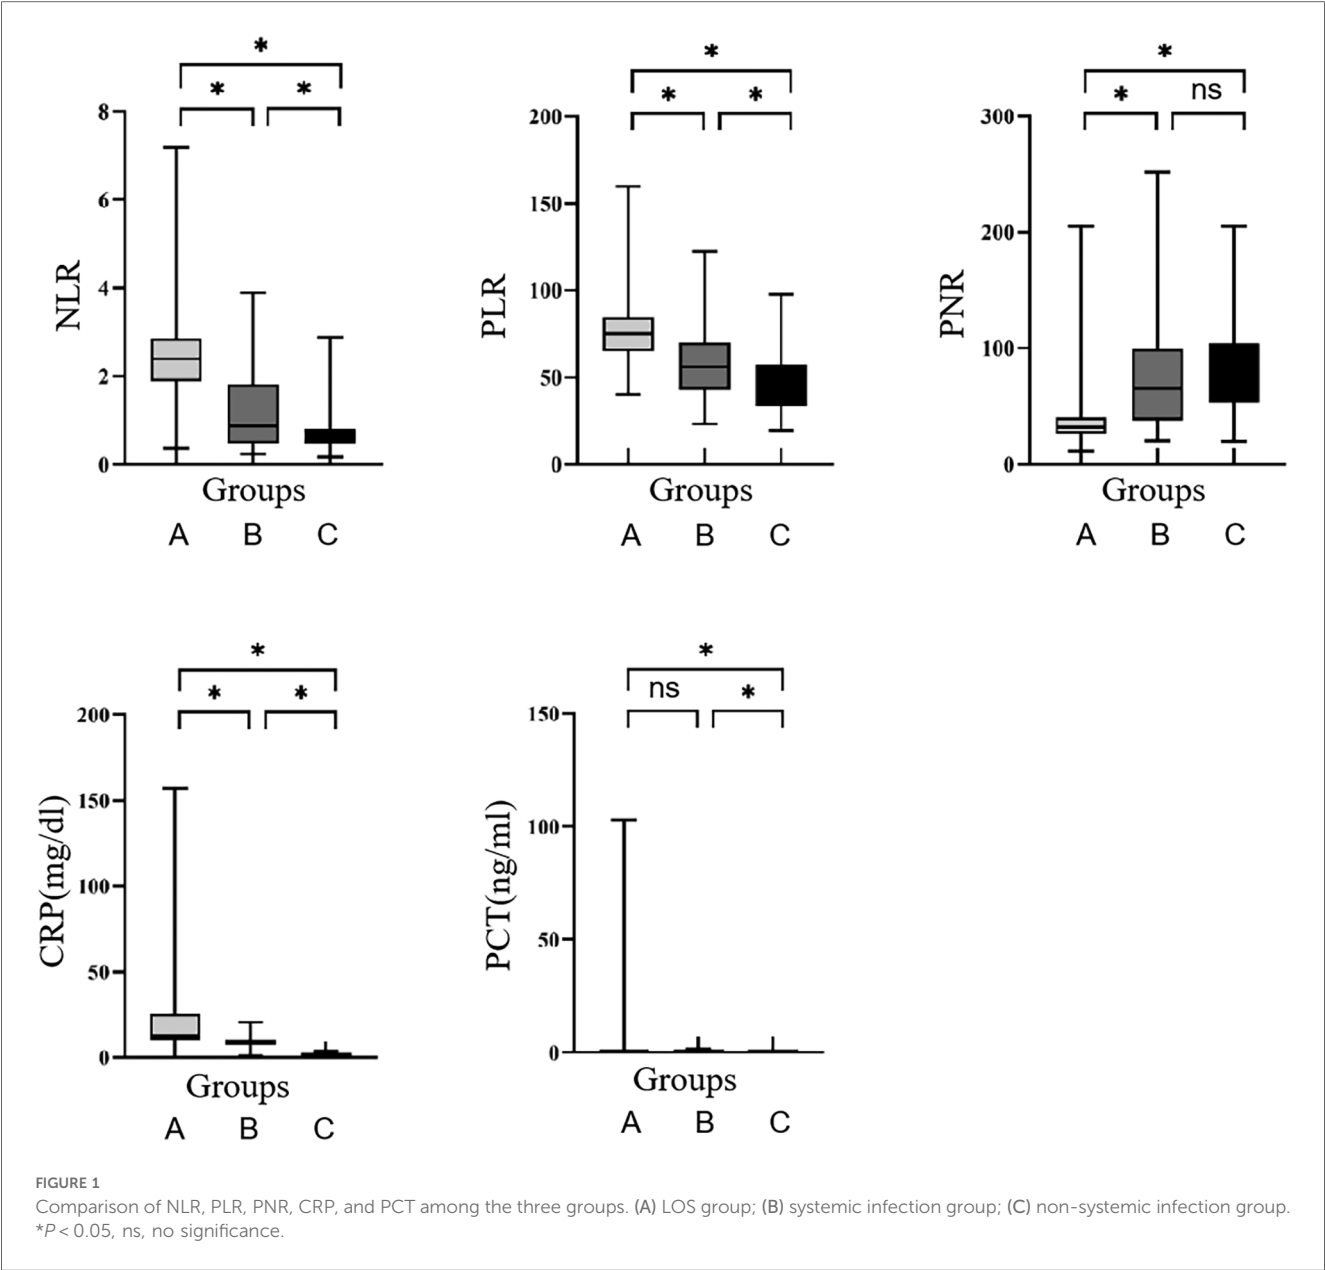 *
* *
8
6
4
2
0
NLR
Groups
A B C
*
* *
200
150
100
50
0
PLR
Groups
A B C
*
* ns
300
200
100
0
PNR
Groups
A B C
*
* *
200
150
100
50
0
CRP(mg/dl)
Groups
A B C
*
ns *
150
100
50
0
PCT(ng/ml)
Groups
A B C
FIGURE 1
Comparison of NLR, PLR, PNR, CRP, and PCT among the three groups. (A) LOS group; (B) systemic infection group; (C) non-systemic infection group.
*P < 0.05, ns, no significance.